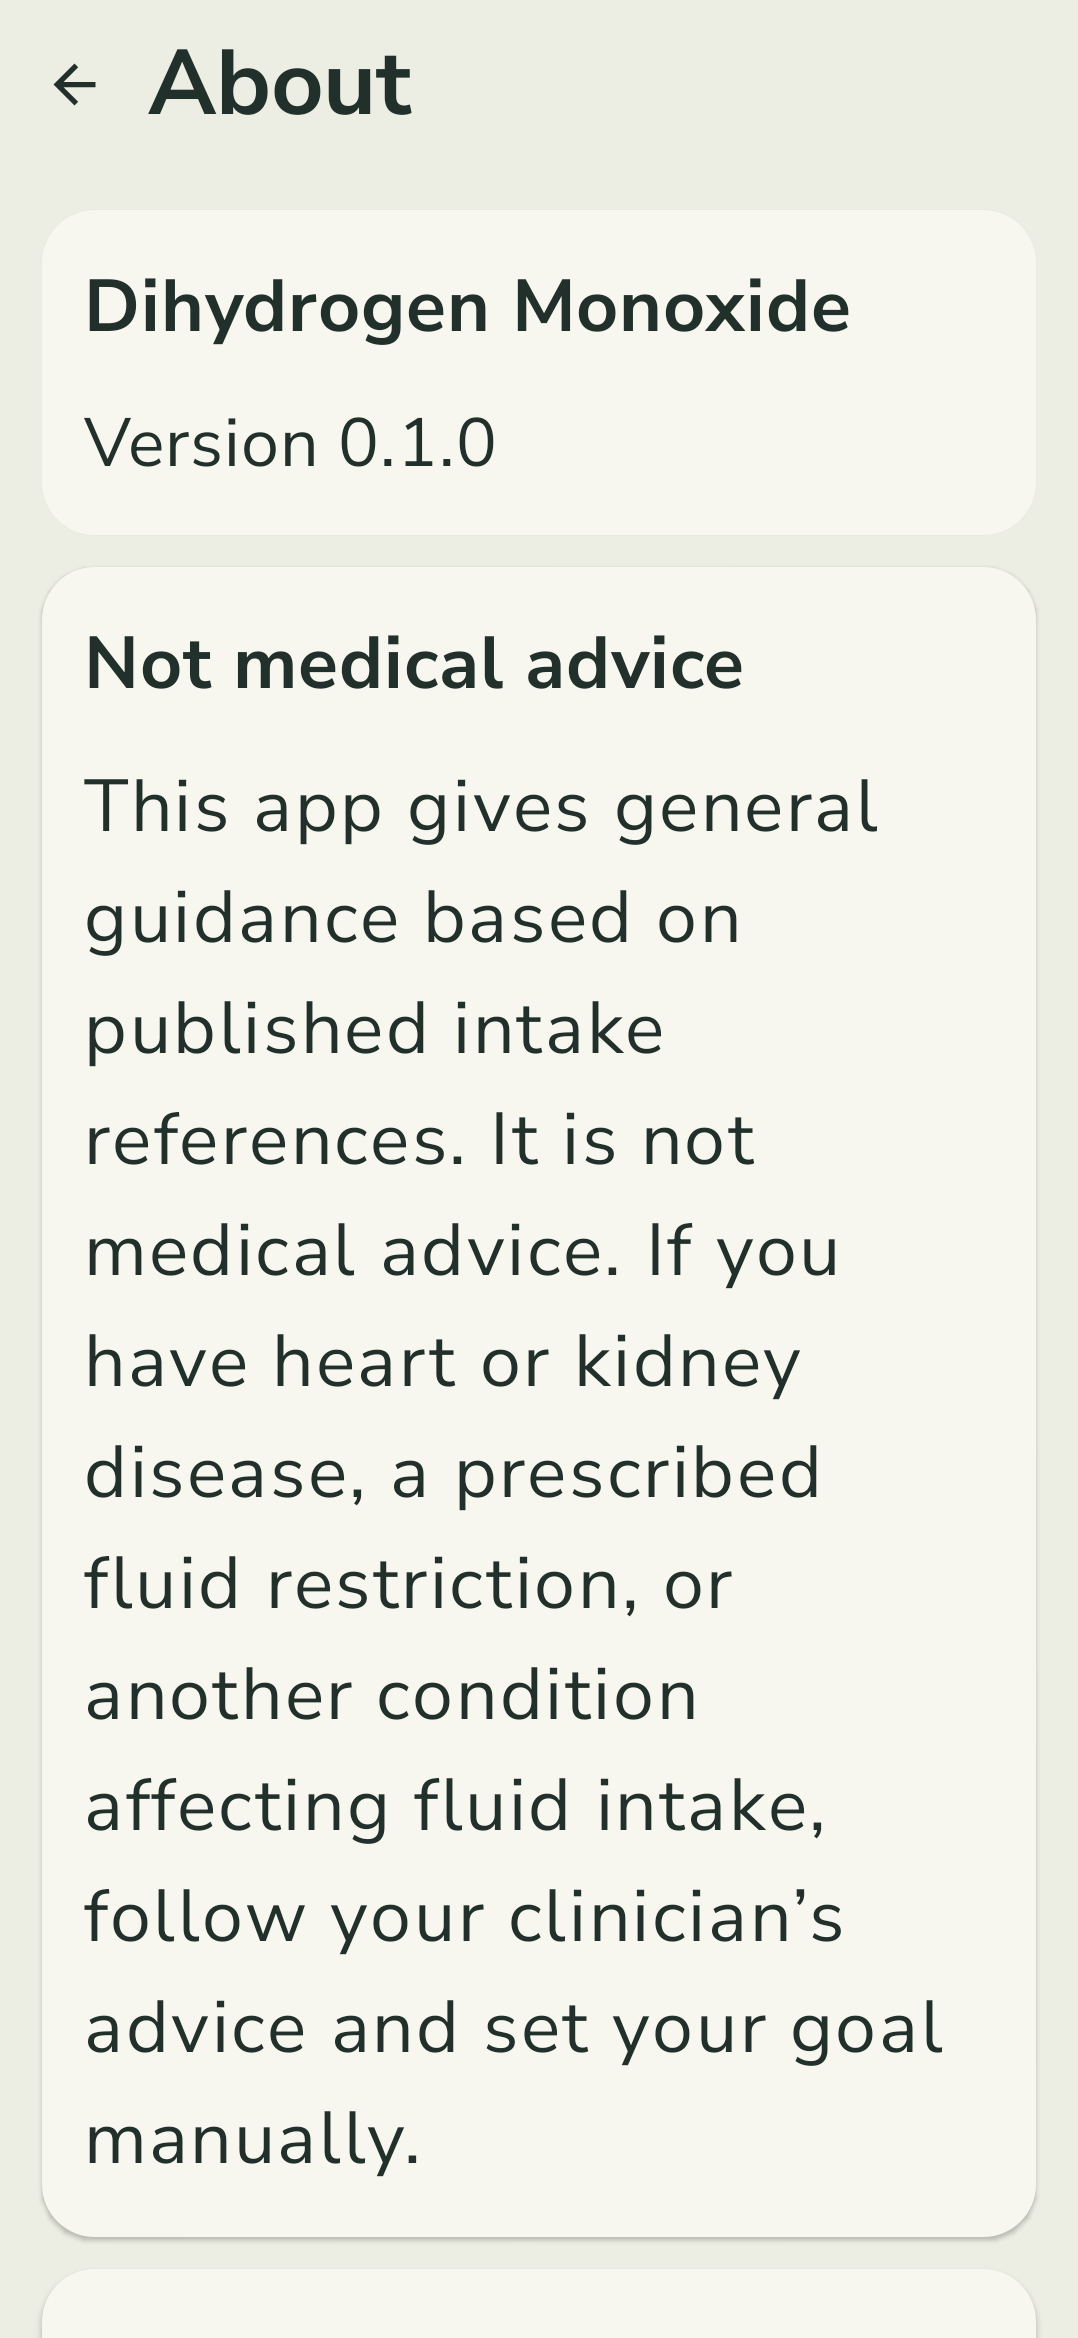 About
Dihydrogen Monoxide
Version 0.1.0
Not medical advice
This app gives general
guidance based on
published intake
references. It is not
medical advice. If you
have heart or kidney
disease, a prescribed
fluid restriction, or
another condition
affecting fluid intake,
follow your clinician’s
advice and set your goal
manually.